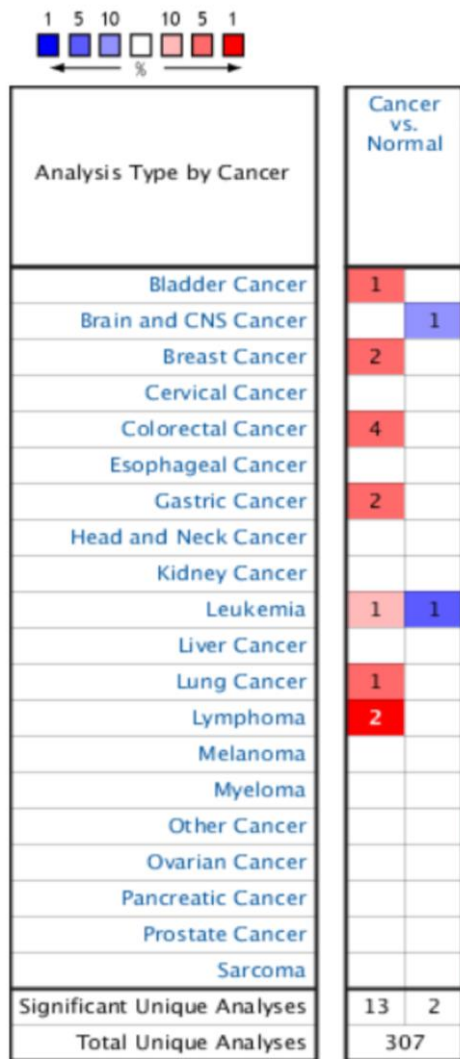 1 5 10 10 5 1
%
Cancer
vs.
Normal
Analysis Type by Cancer
Bladder Cancer 1
Brain and CNS Cancer 1
Breast Cancer 2
Cervical Cancer
Colorectal Cancer 4
Esophageal Cancer
Gastric Cancer 2
Head and Neck Cancer
Kidney Cancer
Leukemia 1 1
Liver Cancer
Lung Cancer 1
Lymphoma 2
Melanoma
Myeloma
Other Cancer
Ovarian Cancer
Pancreatic Cancer
Prostate Cancer
Sarcoma
Significant Unique Analyses 13 2
Total Unique Analyses 307